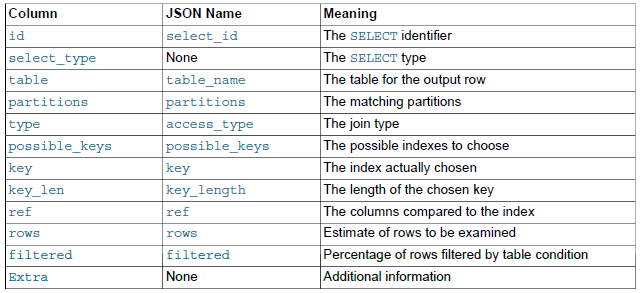 Column JSON Name Meaning
id select_id The SELECT identifier
select_type None The SELECT type
table table_name The table for the output row
partitions partitions The matching partitions
type access_type The join type
possible_keys possible_keys The possible indexes to choose
key key The index actually chosen
key_len key_length The length of the chosen key
ref ref The columns compared to the index
rows rows Estimate of rows to be examined
filtered filtered Percentage of rows filtered by table condition
Extra None Additional information